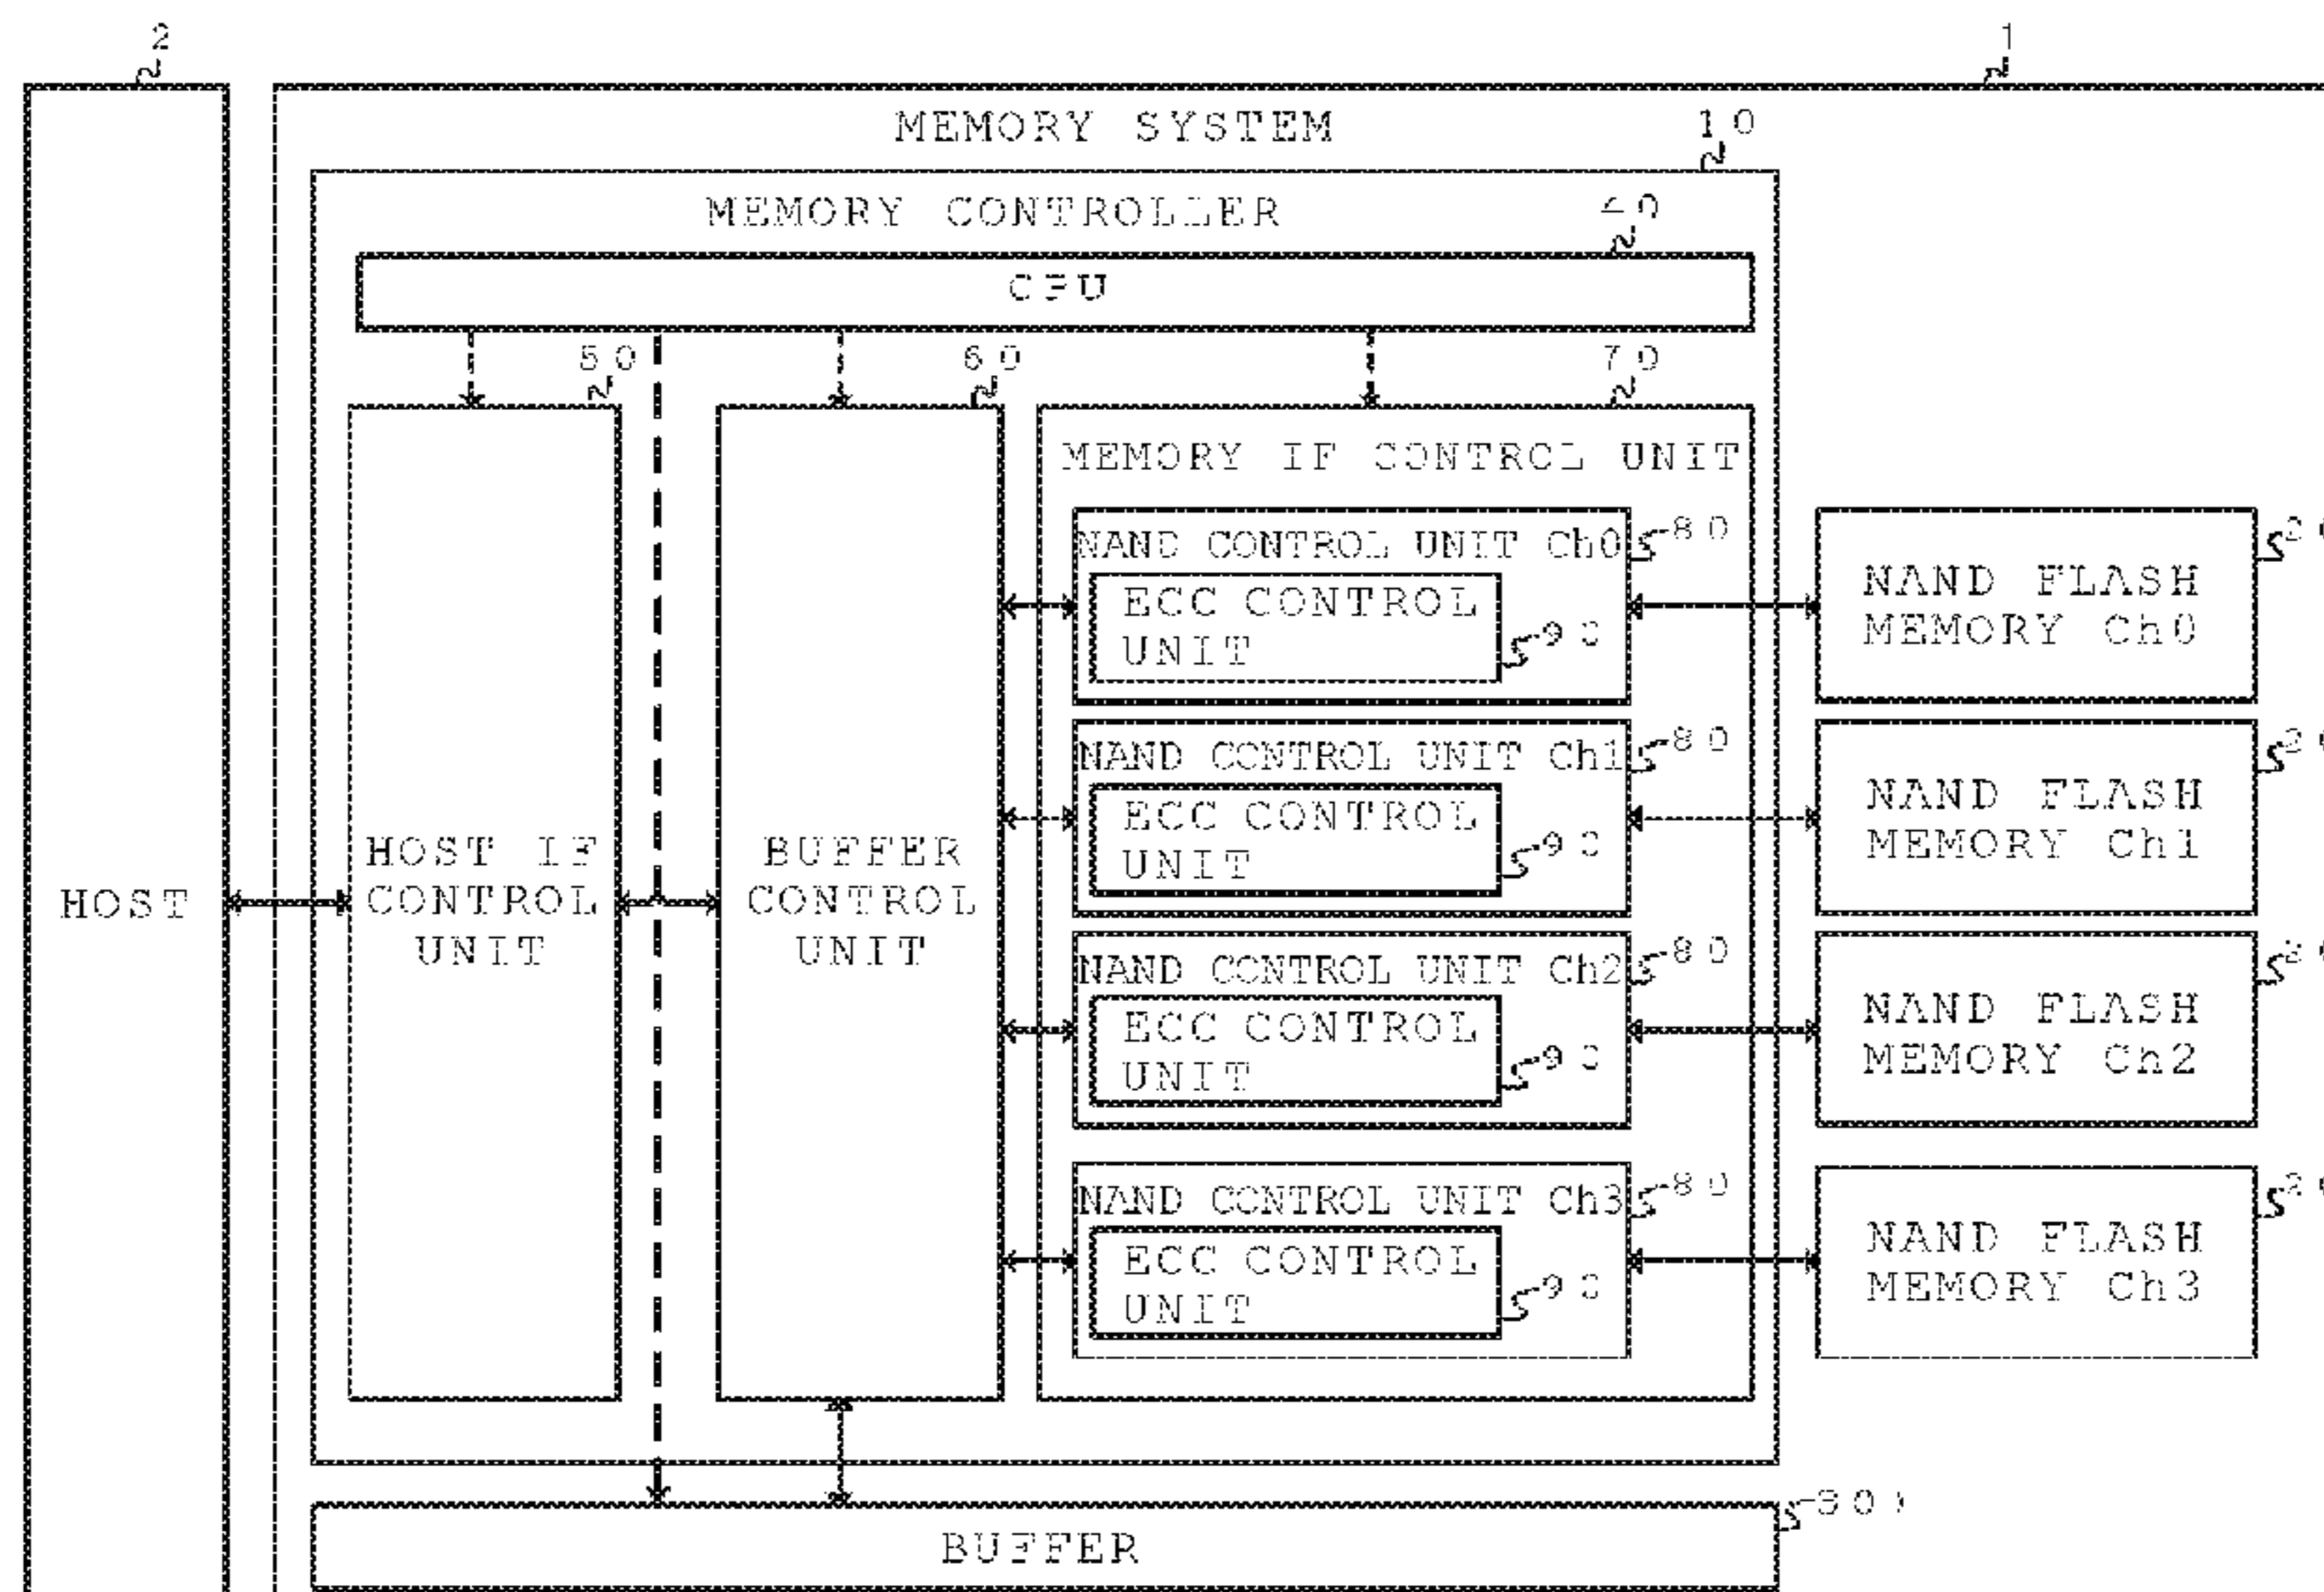 2
1
MEMORY SYSTEM
10
MEMORY CONTROLLER
40
CPU
50
60
70
HOST
HOST IF
CONTROL
UNIT
BUFFER
CONTROL
UNIT
MEMORY IF CONTROL UNIT
NAND CONTROL UNIT Ch0
80
ECC CONTROL
UNIT
90
NAND FLASH
MEMORY Ch0
NAND CONTROL UNIT Ch1
80
ECC CONTROL
UNIT
90
NAND FLASH
MEMORY Ch1
NAND CONTROL UNIT Ch2
80
ECC CONTROL
UNIT
90
NAND FLASH
MEMORY Ch2
NAND CONTROL UNIT Ch3
80
ECC CONTROL
UNIT
90
NAND FLASH
MEMORY Ch3
BUFFER